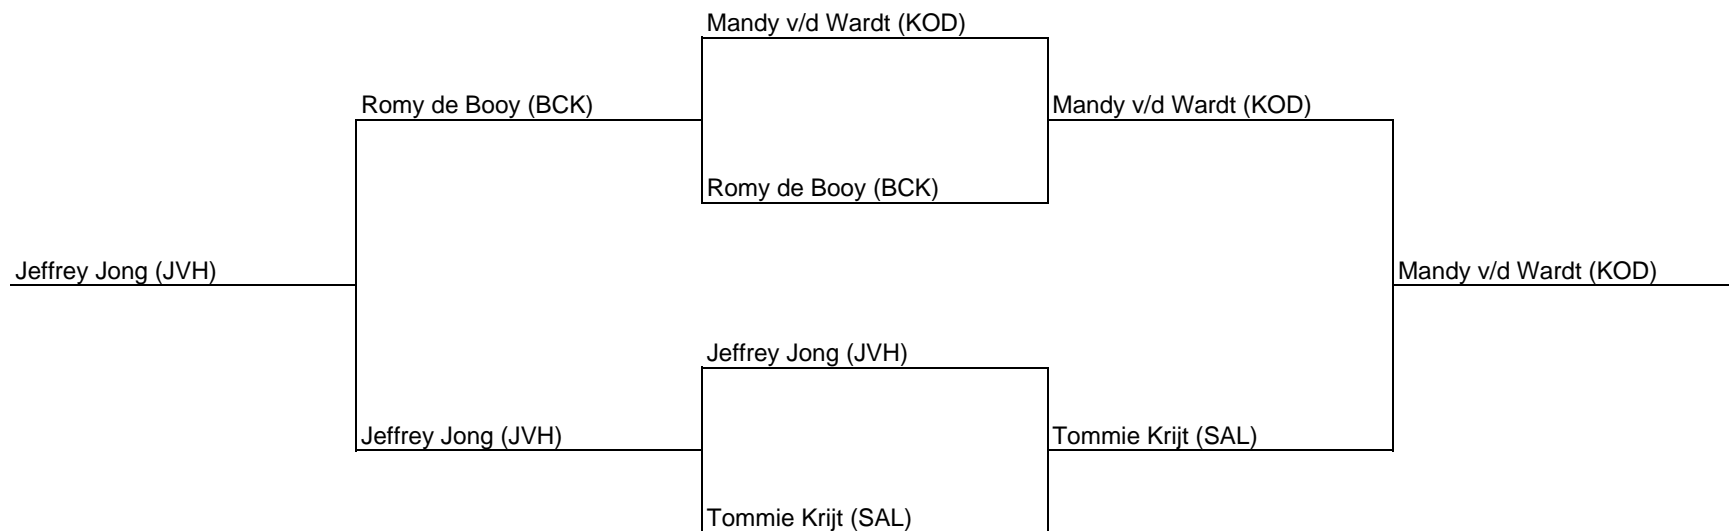 Mandy v/d Wardt (KOD)
Romy de Booy (BCK)
Mandy v/d Wardt (KOD)
Romy de Booy (BCK)
Jeffrey Jong (JVH)
Mandy v/d Wardt (KOD)
Jeffrey Jong (JVH)
Jeffrey Jong (JVH)
Tommie Krijt (SAL)
Tommie Krijt (SAL)